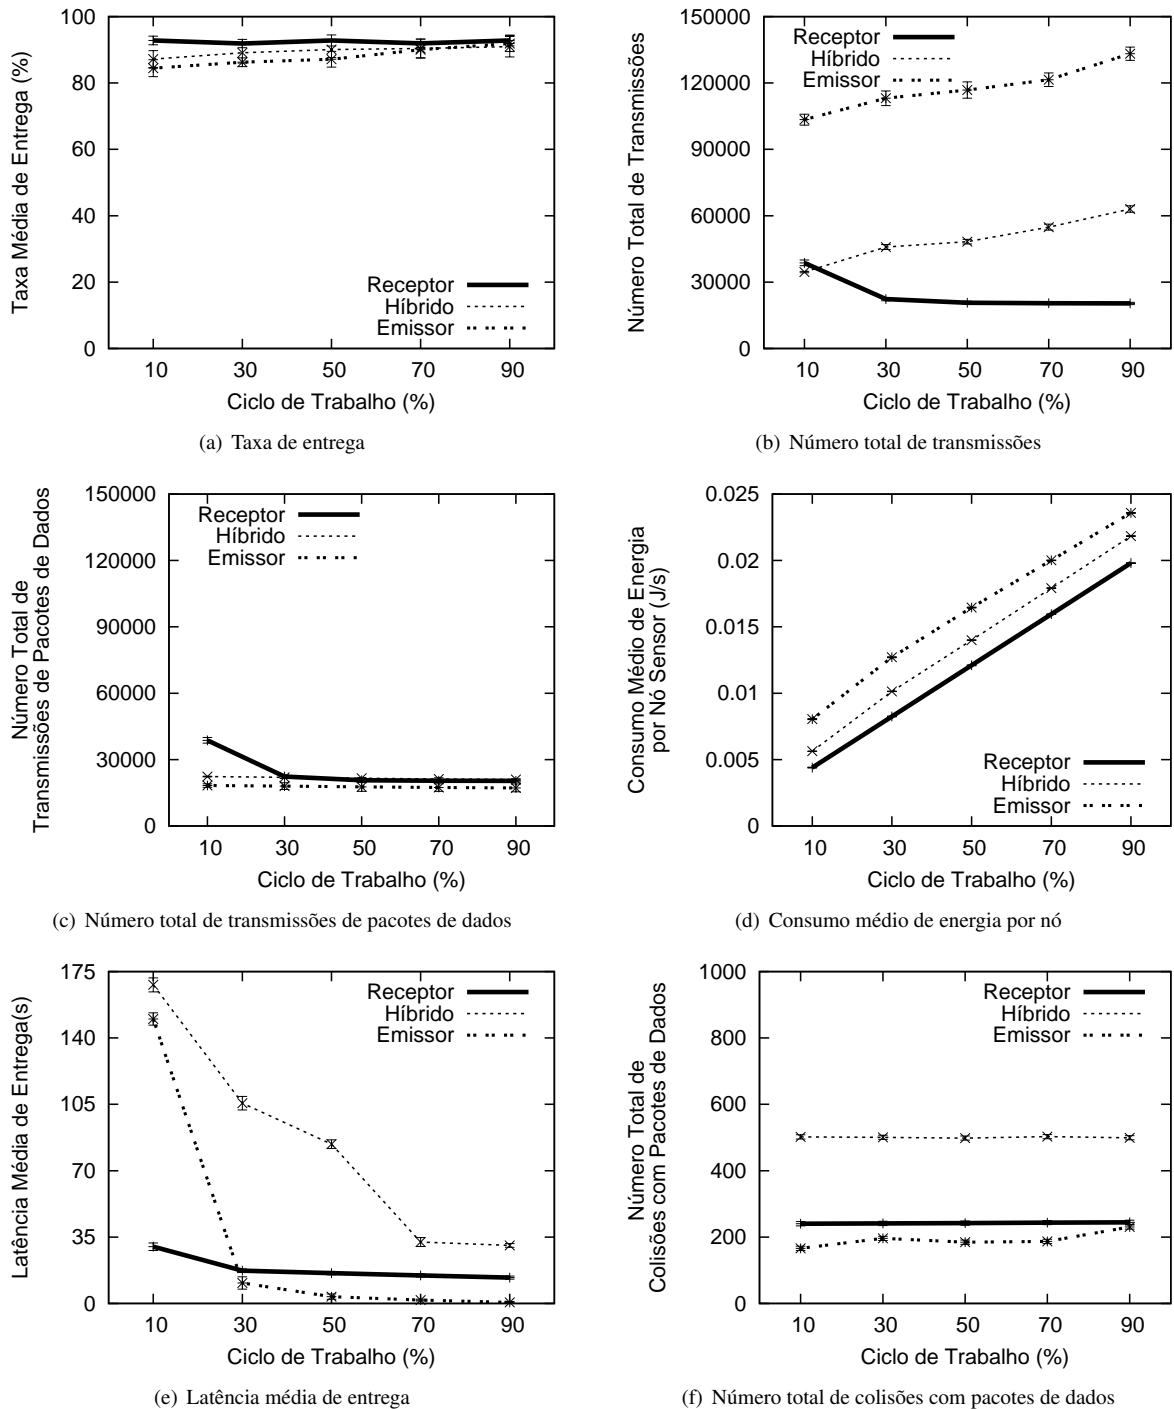 Taxa Média de Entrega (%)
100
80
60
40
20
0
Receptor
Híbrido
Emissor
10 30 50 70 90
Ciclo de Trabalho (%)
(a) Taxa de entrega
Número Total de Transmissões
150000
120000
90000
60000
30000
0
Receptor
Híbrido
Emissor
10 30 50 70 90
Ciclo de Trabalho (%)
(b) Número total de transmissões
Número Total de
Transmissões de Pacotes de Dados
150000
120000
90000
60000
30000
0
Receptor
Híbrido
Emissor
10 30 50 70 90
Ciclo de Trabalho (%)
(c) Número total de transmissões de pacotes de dados
Consumo Médio de Energia
por Nó Sensor (J/s)
0.025
0.02
0.015
0.01
0.005
0
Receptor
Híbrido
Emissor
10 30 50 70 90
Ciclo de Trabalho (%)
(d) Consumo médio de energia por nó
Latência Média de Entrega(s)
175
140
105
70
35
0
Receptor
Híbrido
Emissor
10 30 50 70 90
Ciclo de Trabalho (%)
(e) Latência média de entrega
Número Total de
Colisões com Pacotes de Dados
1000
800
600
400
200
0
Receptor
Híbrido
Emissor
10 30 50 70 90
Ciclo de Trabalho (%)
(f) Número total de colisões com pacotes de dados